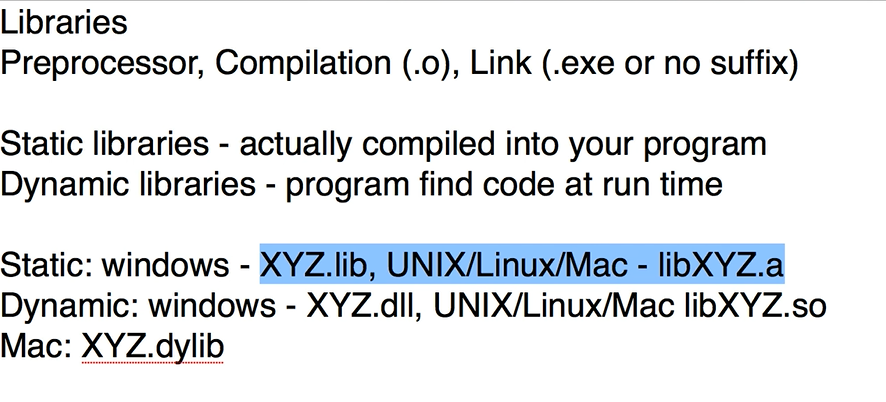 Libraries
Preprocessor, Compilation (.o), Link (.exe or no suffix)
Static libraries - actually compiled into your program
Dynamic libraries - program find code at run time
Static: windows - XYZ.lib, UNIX/Linux/Mac - libXYZ.a
Dynamic: windows - XYZ.dll, UNIX/Linux/Mac libXYZ.so
Mac: XYZ.dylib